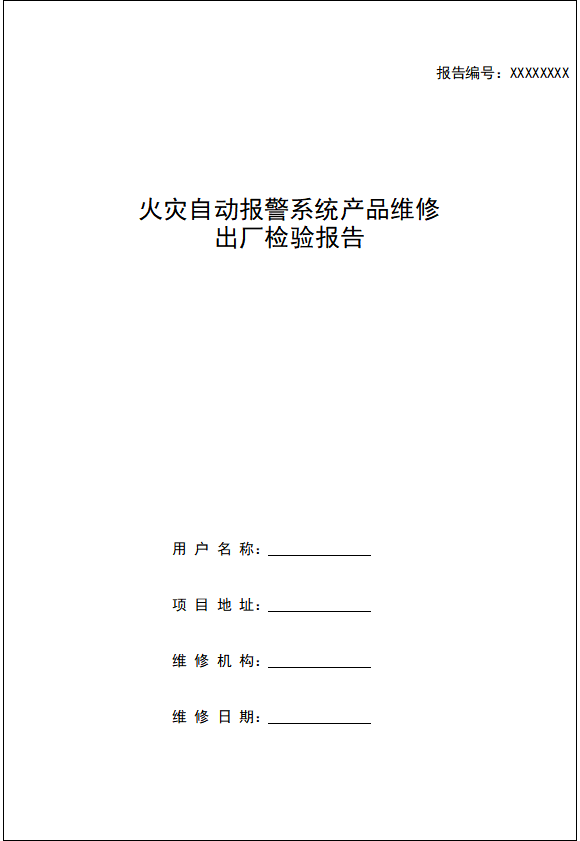 报告编号：XXXXXXXX
火灾自动报警系统产品维修
出厂检验报告
用 户 名 称：
项 目 地 址：
维 修 机 构：
维 修 日 期：